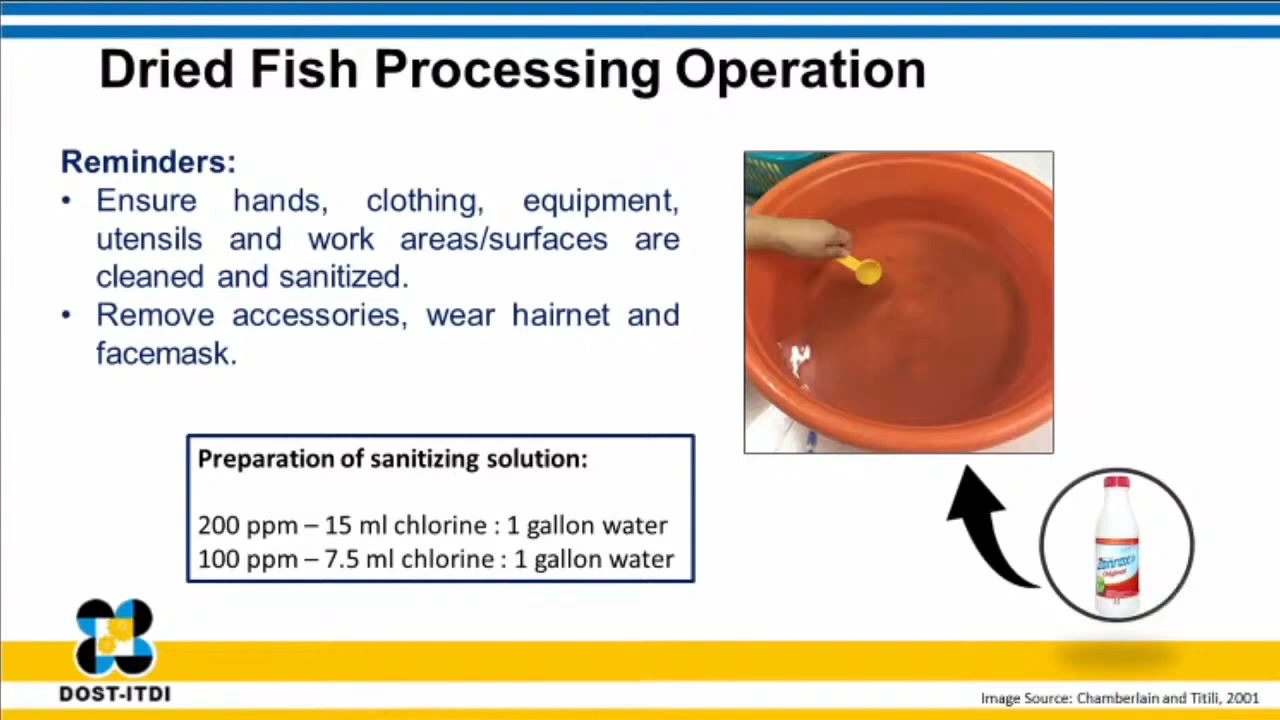 Dried Fish Processing Operation
Reminders:
• Ensure hands, clothing, equipment,
utensils and work areas/surfaces are
cleaned and sanitized.
• Remove accessories, wear hairnet and
facemask.
Preparation of sanitizing solution:
200 ppm – 15 ml chlorine : 1 gallon water
100 ppm – 7.5 ml chlorine : 1 gallon water
Zonrox
Original
DOST-ITDI
Image Source: Chamberlain and Titili, 2001